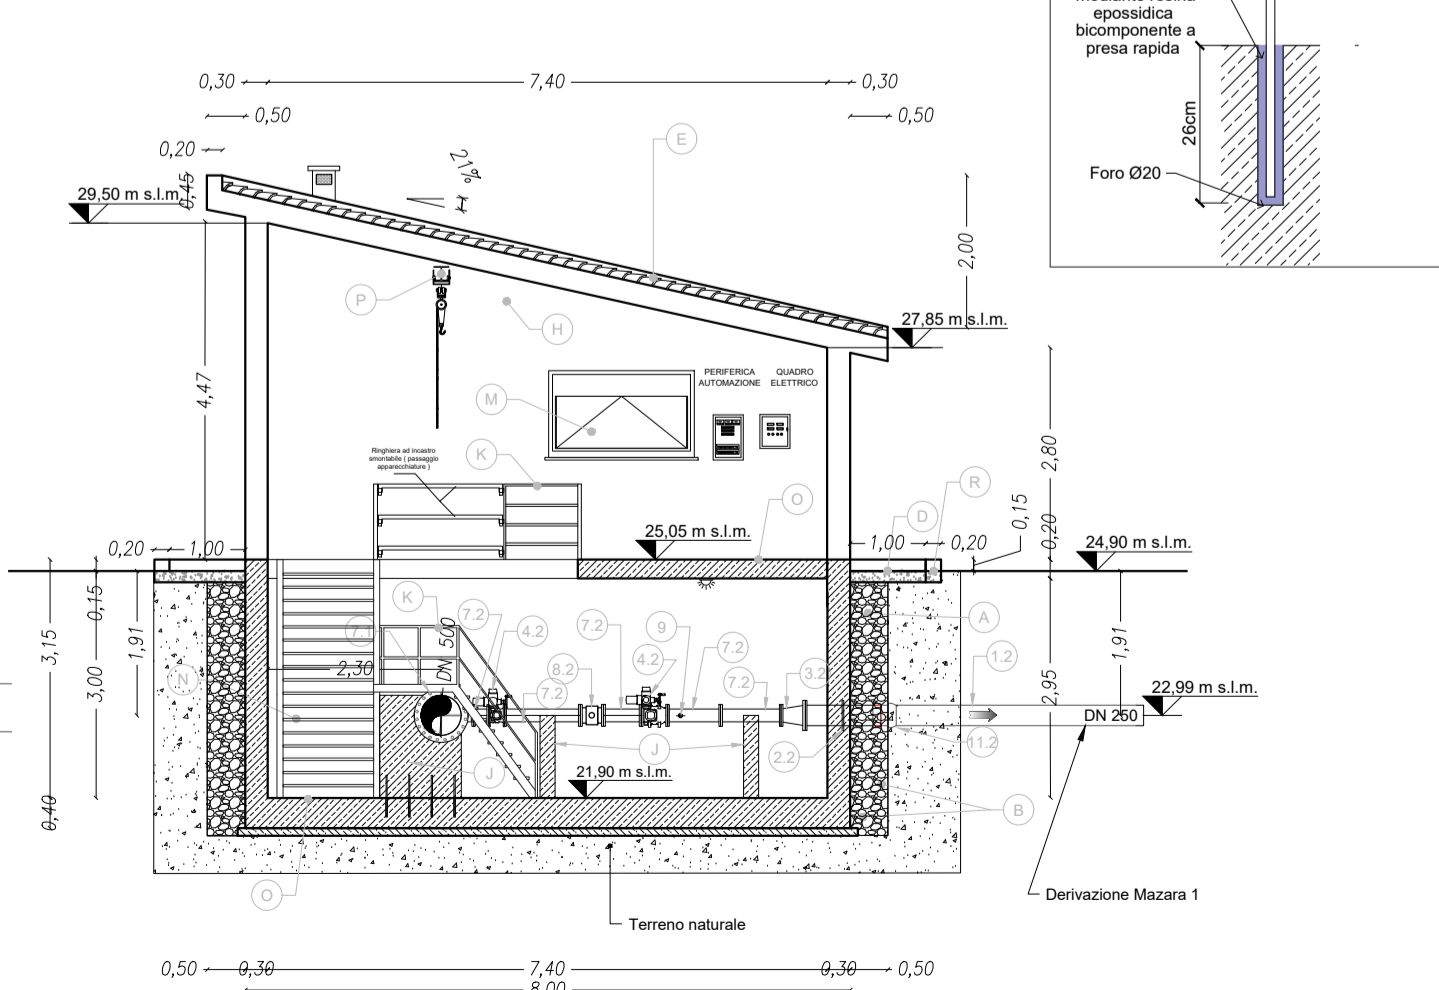 epossidica
bicomponente a
presa rapida
26cm
Foro Ø20
0,30 7,40 0,30
0,50 0,50
0,20
0,45
29,50 m s.l.m.
21%
E
2,00
P
H
27,85 m s.l.m.
4,47
PERIFERICA
AUTOMAZIONE
QUADRO
ELETTRICO
M
K
Ringhiera ad incastro
smontabile ( passaggio
apparecchiature )
2,80
O
R
D
0,15
0,20
25,05 m s.l.m.
24,90 m s.l.m.
0,20 1,00
1,00 0,20
3,15
0,15
3,00
1,91
0,40
K
7.1
DN 500
7.2
4.2
7.2
9
4.2
7.2
7.2
3.2
A
1.2
1,91
N
2,30
8.2
7.2
2,95
22,99 m s.l.m.
DN 250
J
J
2.2
11.2
21,90 m s.l.m.
B
O
Derivazione Mazara 1
Terreno naturale
0,50 0,30 7,40 0,30 0,50
8,00